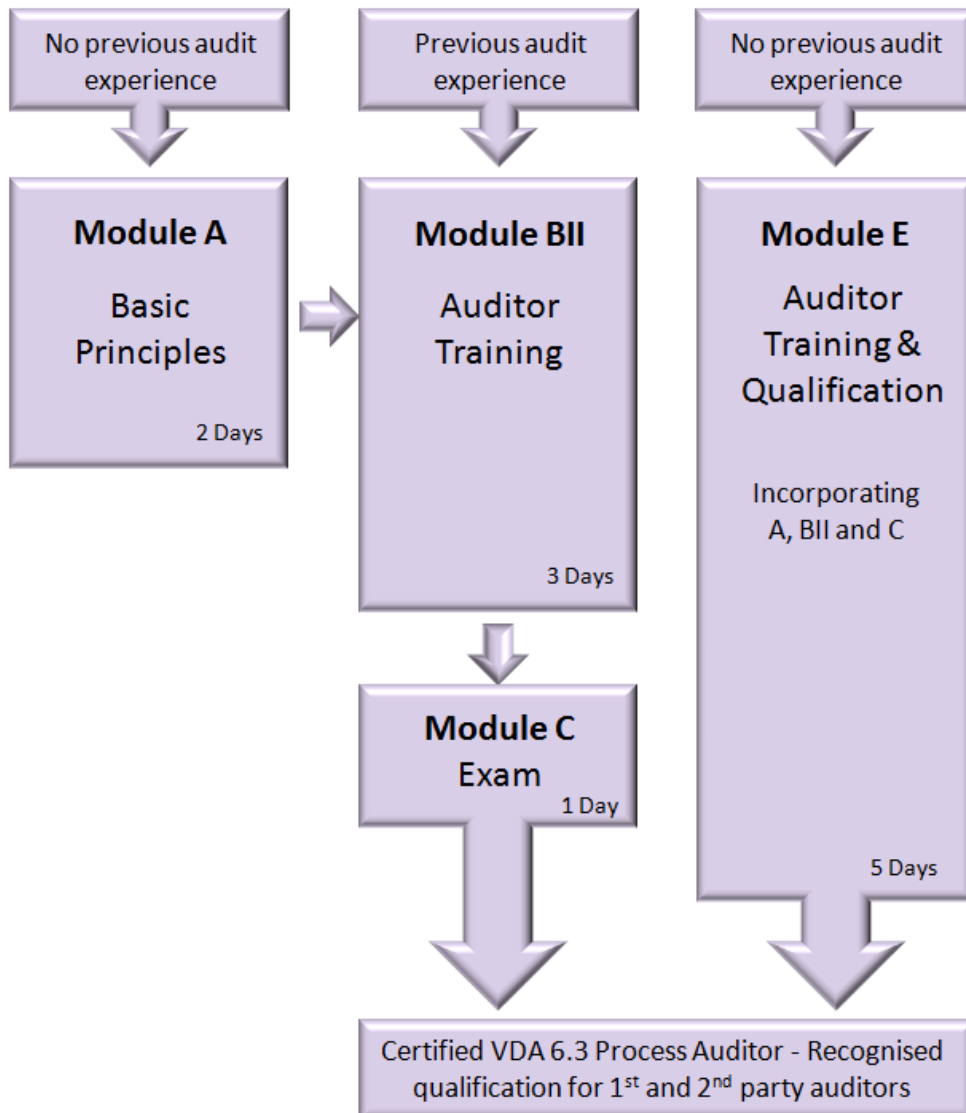 No previous audit
experience
Previous audit
experience
No previous audit
experience
Module A
Basic
Principles
2 Days
Module BII
Auditor
Training
3 Days
Module E
Auditor
Training &
Qualification
Incorporating
A, BII and C
5 Days
Module C
Exam
1 Day
Certified VDA 6.3 Process Auditor - Recognised
qualification for 1st and 2nd party auditors